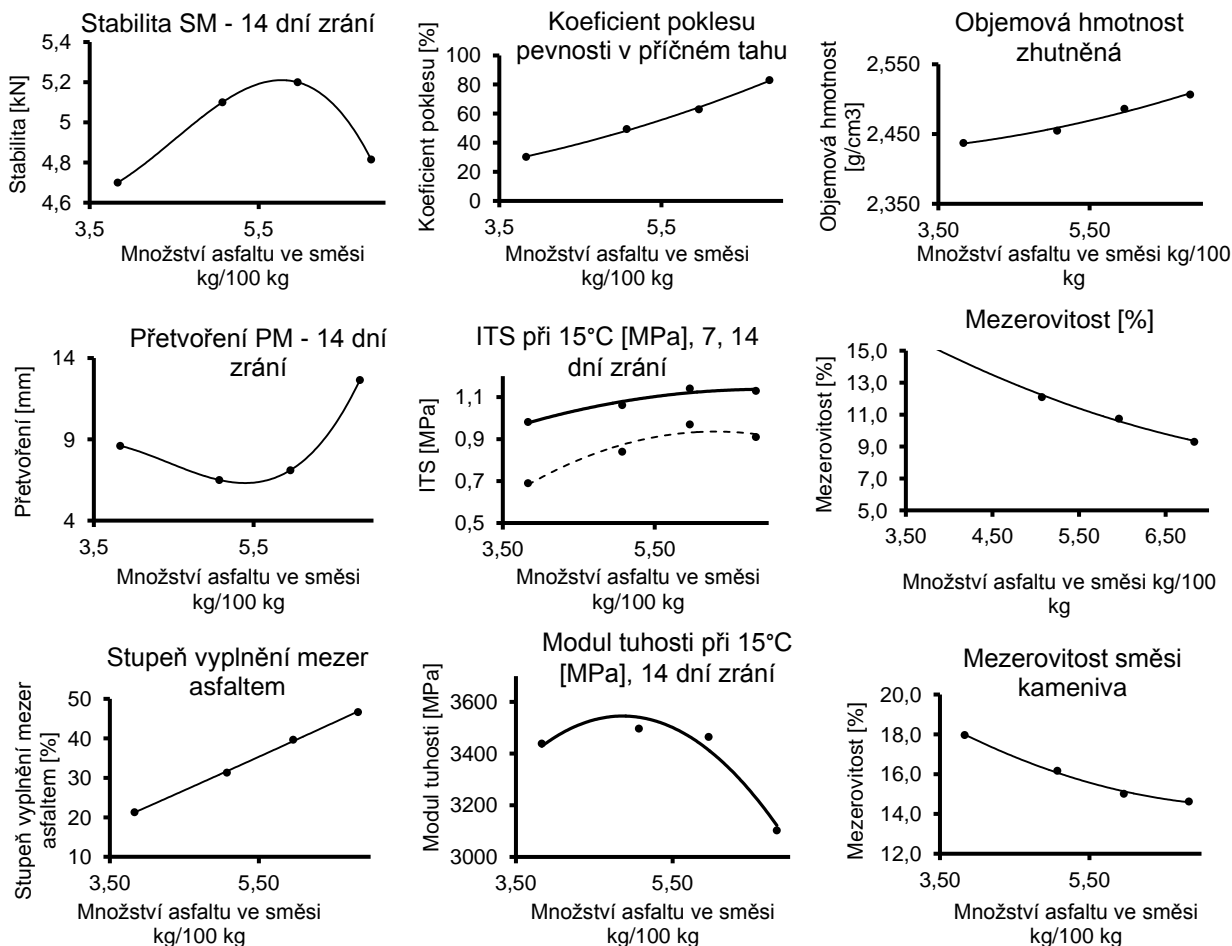 Stabilita SM - 14 dní zrání
Stabilita [kN]
5,4
5,2
5
4,8
4,6
3,5
5,5
Množství asfaltu ve směsi
kg/100 kg
Koeficient poklesu
pevnosti v příčném tahu
Koeficient poklesu [%]
100
80
60
40
20
0
3,5
5,5
Množství asfaltu ve směsi
kg/100 kg
Objemová hmotnost
zhutněná
Objemová hmotnost
[g/cm3]
2,550
2,450
2,350
3,5
5,50
Množství asfaltu ve směsi kg/100
kg
Přetvoření PM - 14 dní
zrání
Přetvoření [mm]
14
9
4
3,5
5,5
Množství asfaltu ve směsi
kg/100 kg
ITS při 15°C [MPa], 7, 14
dní zrání
ITS [MPa]
1,1
0,9
0,7
0,5
3,50
5,50
Množství asfaltu ve směsi
kg/100 kg
Mezerovitost [%]
Mezerovitost [%]
15,0
13,0
11,0
9,0
7,0
5,0
3,50
4,50
5,50
6,50
Množství asfaltu ve směsi kg/100
kg
Stupeň vyplnění mezer
asfaltem
Stupeň vyplnění mezer
asfaltem [%]
50
40
30
20
10
3,50
5,50
Množství asfaltu ve směsi
kg/100 kg
Modul tuhosti při 15°C
[MPa], 14 dní zrání
Modul tuhosti [MPa]
3600
3400
3200
3000
3,50
5,50
Množství asfaltu ve směsi
kg/100 kg
Mezerovitost směsi
kameniva
Mezerovitost [%]
20,0
18,0
16,0
14,0
12,0
3,50
5,50
Množství asfaltu ve směsi
kg/100 kg